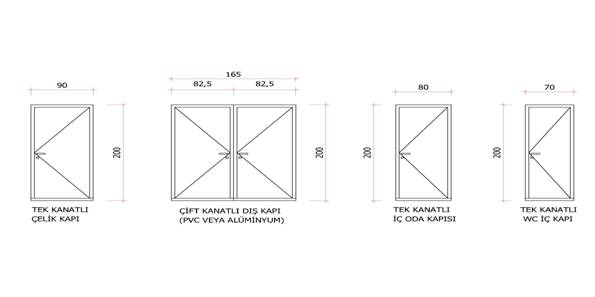 90
200
TEK KANATLI
ÇELİK KAPI
165
82,5 82,5
200
ÇİFT KANATLI DIŞ KAPI
(PVC VEYA ALÜMİNYUM)
80
200
TEK KANATLI
İÇ ODA KAPISI
70
200
TEK KANATLI
WC İÇ KAPI